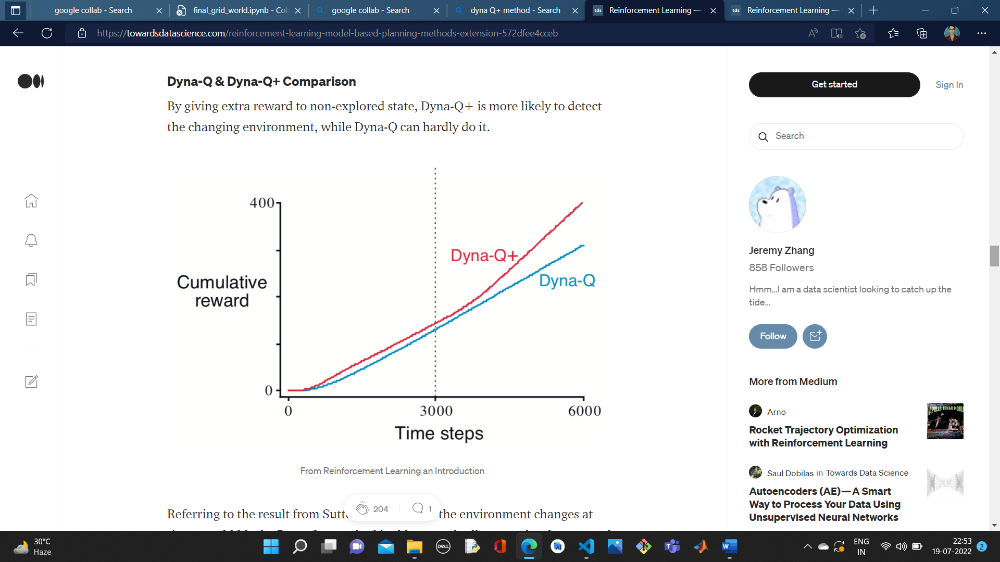 google collab - Search
final_grid_world.ipynb - Col
google collab - Search
dyna Q+ method - Search
tds
Reinforcement Learning —
tds
Reinforcement Learning —
https://towardsdatascience.com/reinforcement-learning-model-based-planning-methods-extension-572dfee4cceb
Dyna-Q & Dyna-Q+ Comparison
By giving extra reward to non-explored state, Dyna-Q+ is more likely to detect
the changing environment, while Dyna-Q can hardly do it.
400
Dyna-Q+
Dyna-Q
Cumulative
reward
0
0
3000
6000
Time steps
From Reinforcement Learning an Introduction
204
1
Referring to the result from Sutt
the environment changes at
Get started
Sign In
Search
Jeremy Zhang
858 Followers
Hmm...I am a data scientist looking to catch up the
tide...
Follow
More from Medium
Arno
Rocket Trajectory Optimization
with Reinforcement Learning
APOLLO LUNAR MODU
Saul Dobilas in Towards Data Science
Autoencoders (AE) — A Smart
Way to Process Your Data Using
Unsupervised Neural Networks
30°C
Haze
DELL
ENG
IN
22:53
19-07-2022
2